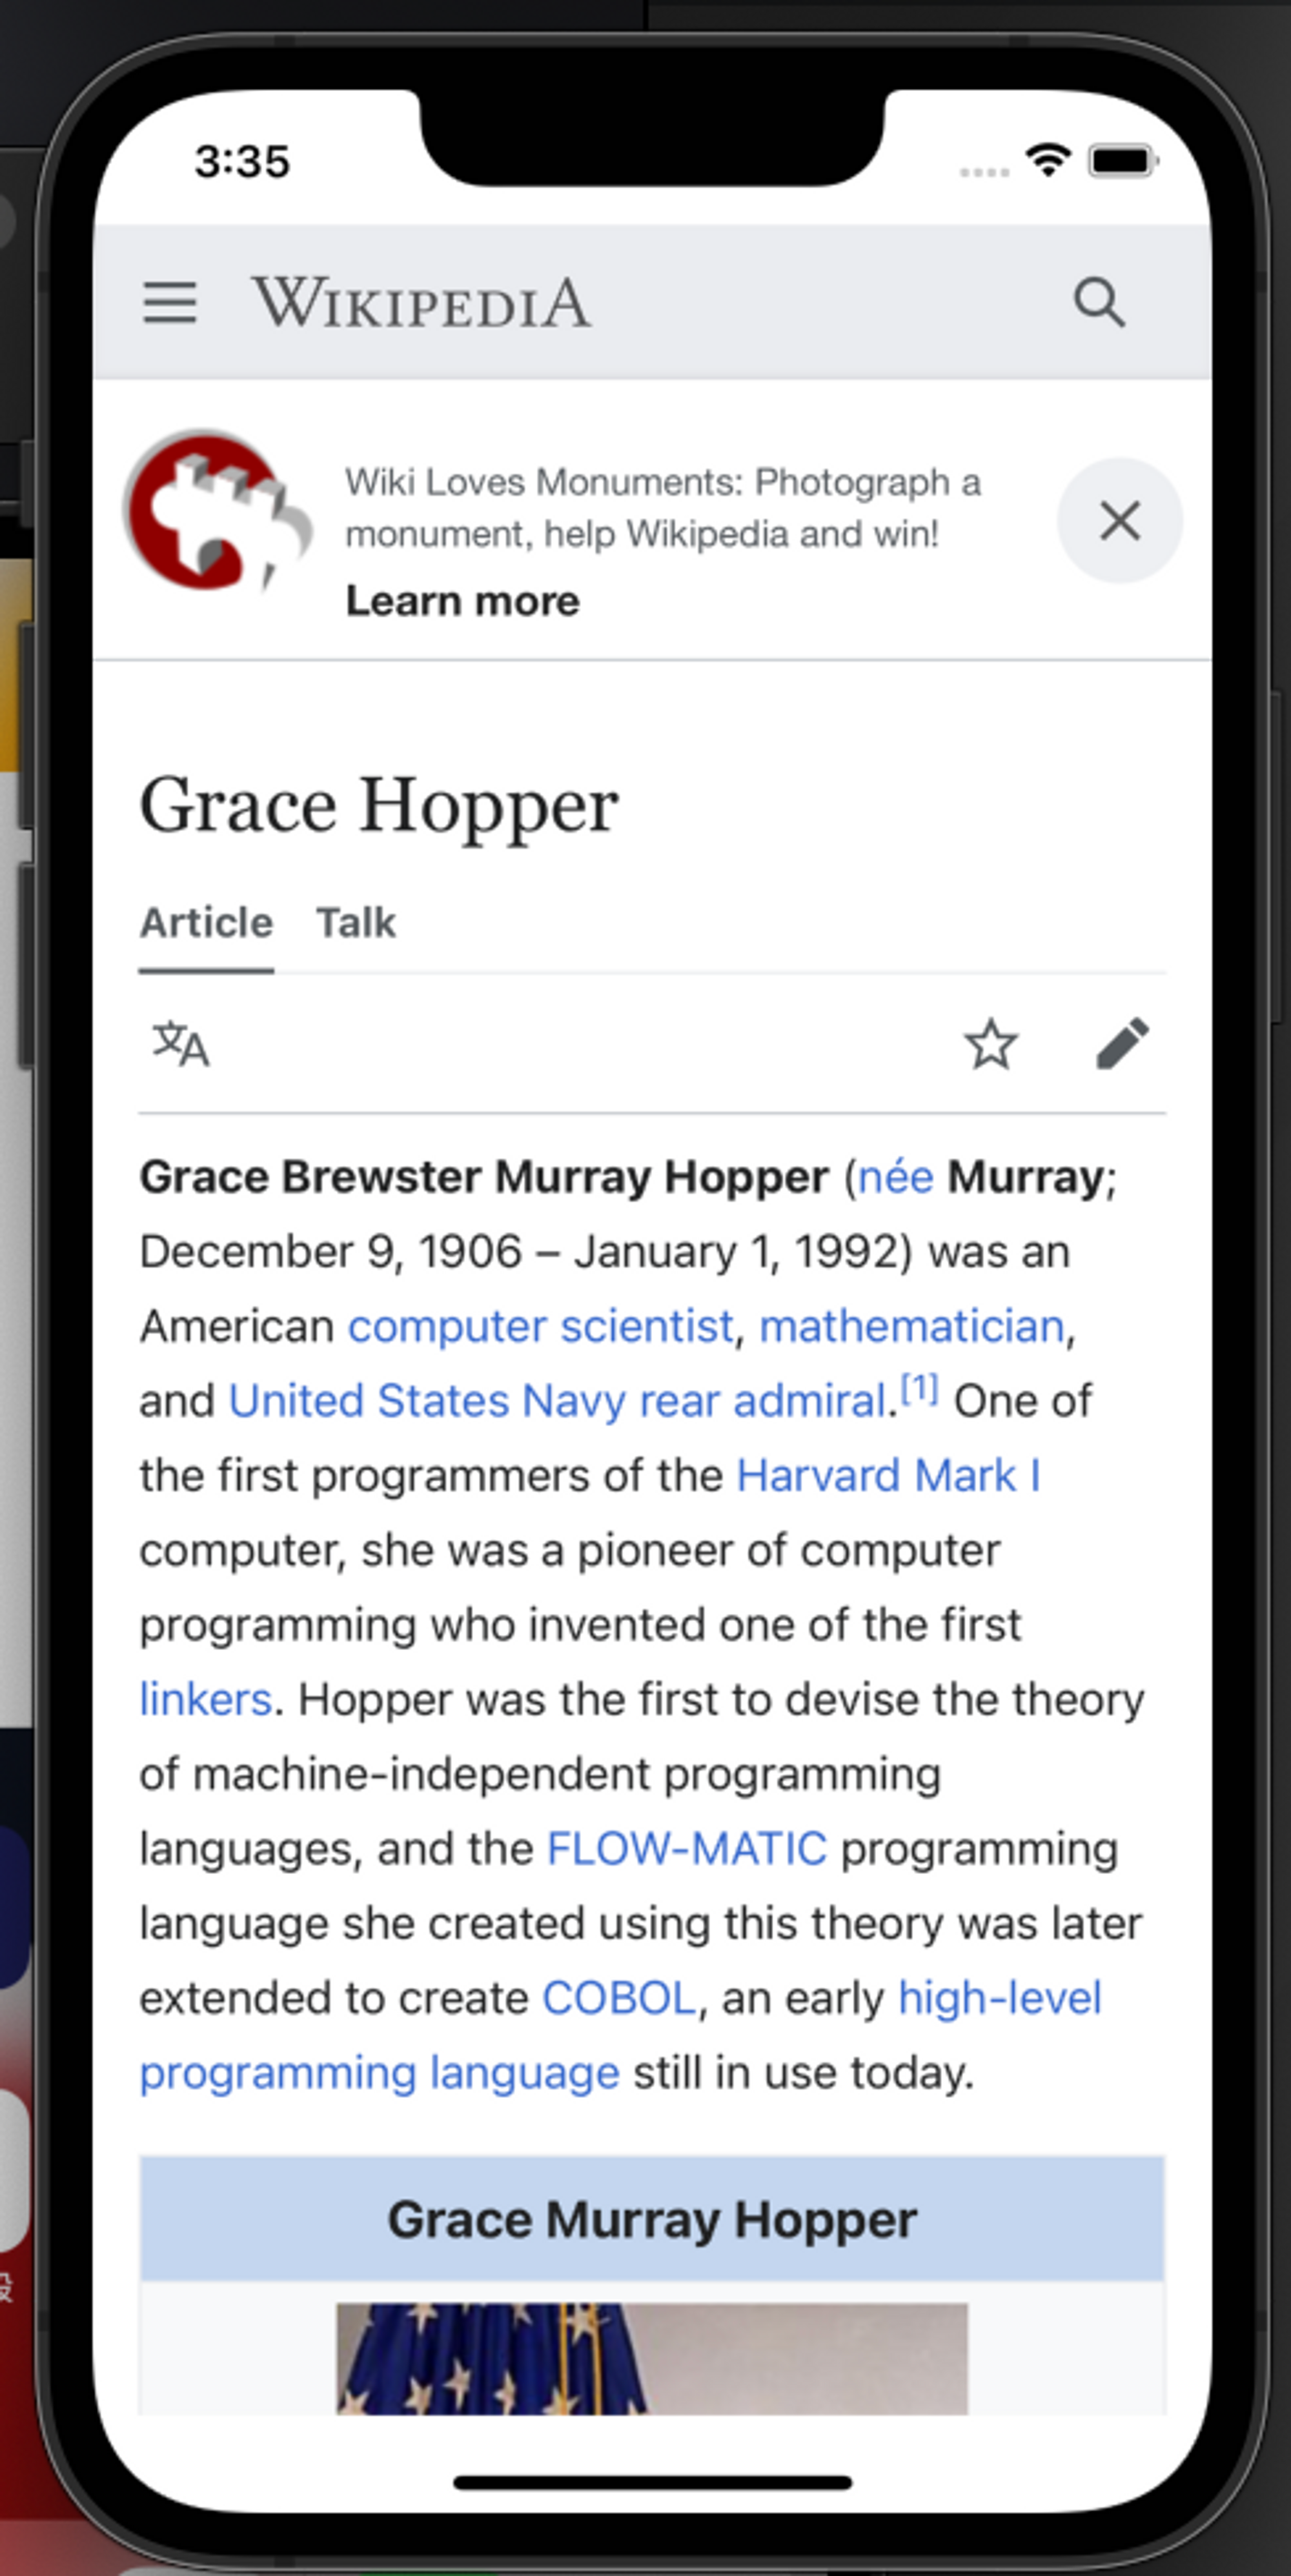 3:35
WIKIPEDIA
Wiki Loves Monuments: Photograph a
monument, help Wikipedia and win!
Learn more
Grace Hopper
Article Talk
文A
Grace Brewster Murray Hopper (née Murray;
December 9, 1906 – January 1, 1992) was an
American computer scientist, mathematician,
and United States Navy rear admiral.[1] One of
the first programmers of the Harvard Mark I
computer, she was a pioneer of computer
programming who invented one of the first
linkers. Hopper was the first to devise the theory
of machine-independent programming
languages, and the FLOW-MATIC programming
language she created using this theory was later
extended to create COBOL, an early high-level
programming language still in use today.
Grace Murray Hopper